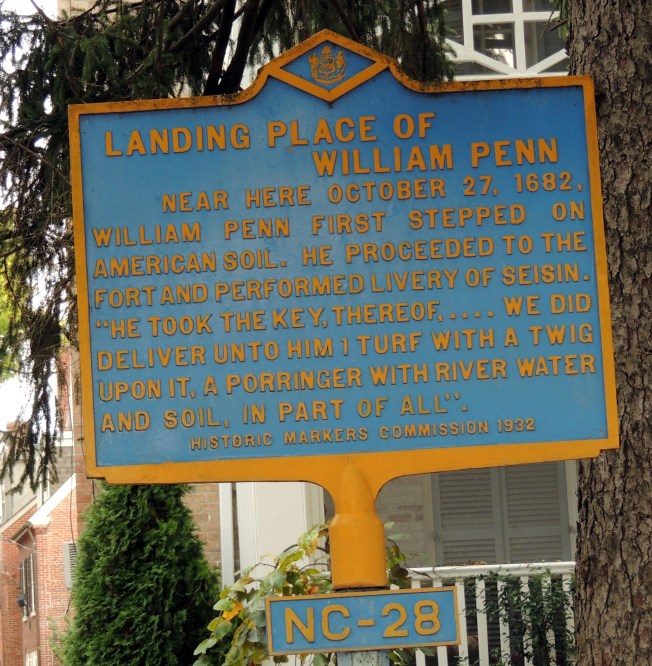 LANDING PLACE OF
WILLIAM PENN
NEAR HERE OCTOBER 27, 1682,
WILLIAM PENN FIRST STEPPED ON
AMERICAN SOIL. HE PROCEEDED TO THE
FORT AND PERFORMED LIVERY OF SEISIN.
"HE TOOK THE KEY, THEREOF,.... WE DID
DELIVER UNTO HIM 1 TURF WITH A TWIG
UPON IT, A PORRINGER WITH RIVER WATER
AND SOIL, IN PART OF ALL".
HISTORIC MARKERS COMMISSION 1932
NC-28